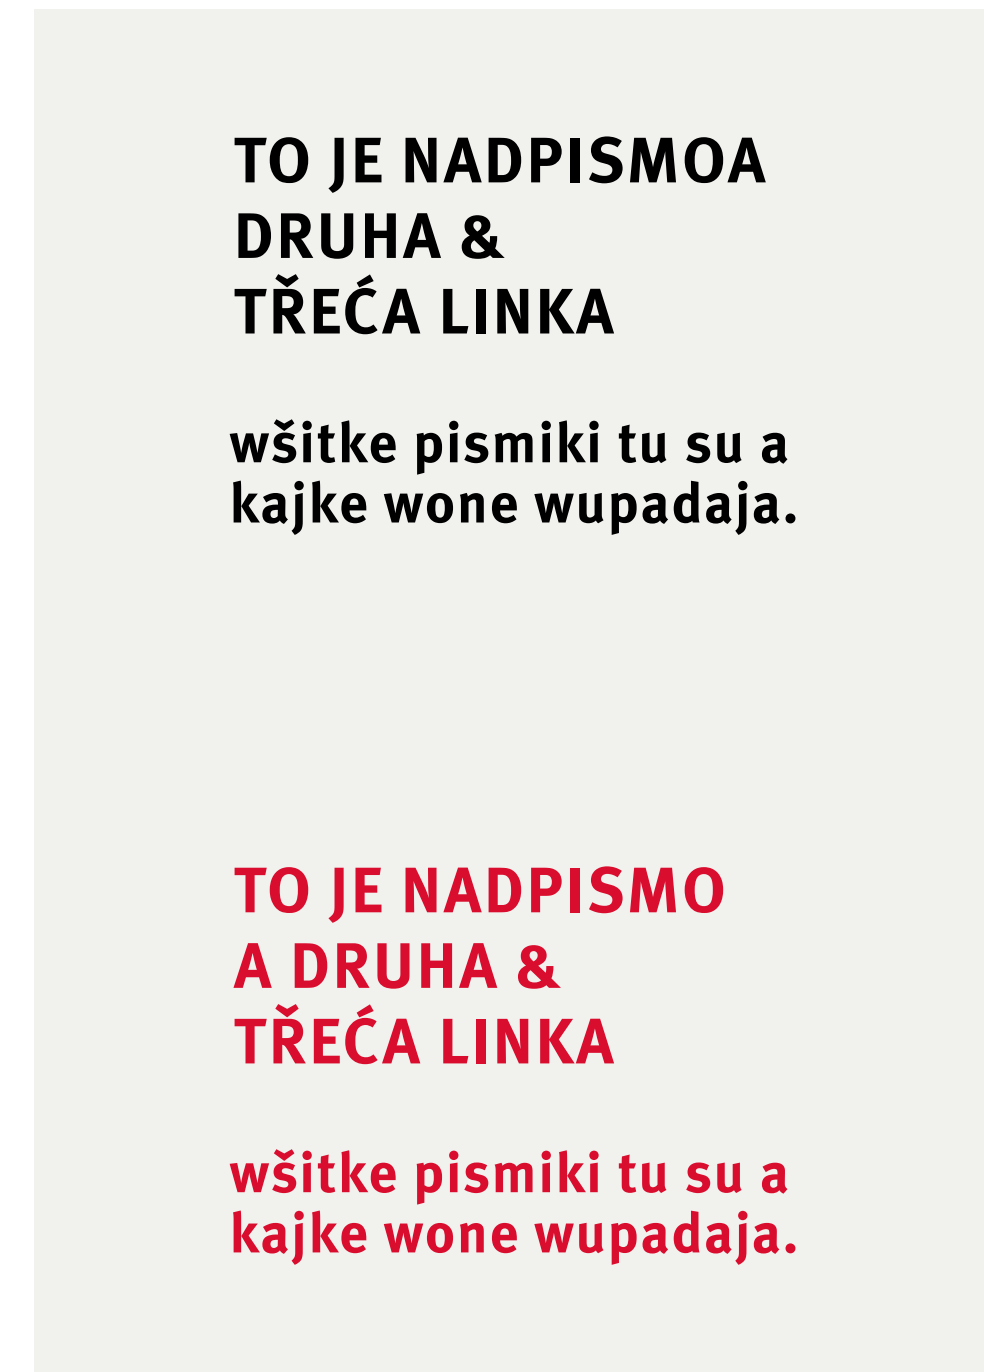 TO JE NADPISMOA
DRUHA &
TŘEĆA LINKA
wšitke pismiki tu su a
kajke wone wupadaja.
TO JE NADPISMO
A DRUHA &
TŘEĆA LINKA
wšitke pismiki tu su a
kajke wone wupadaja.